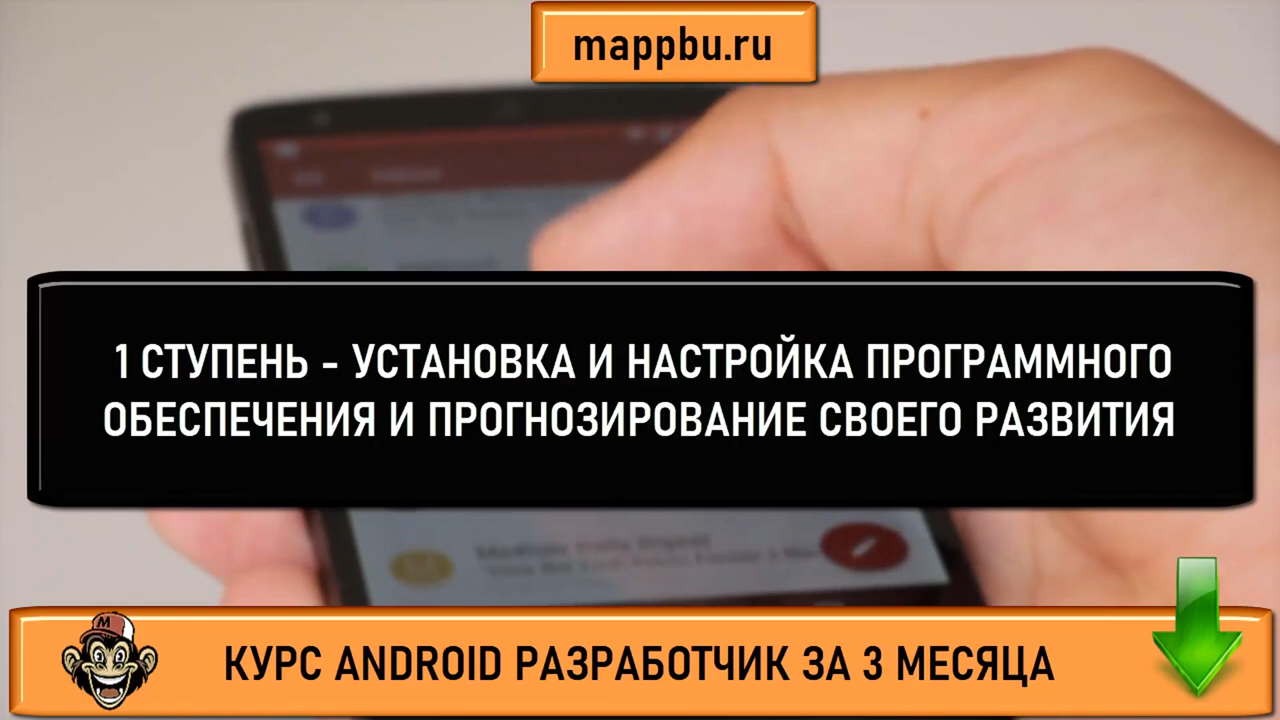 mappbu.ru
1 СТУПЕНЬ - УСТАНОВКА И НАСТРОЙКА ПРОГРАММНОГО
ОБЕСПЕЧЕНИЯ И ПРОГНОЗИРОВАНИЕ СВОЕГО РАЗВИТИЯ
M
КУРС ANDROID РАЗРАБОТЧИК ЗА 3 МЕСЯЦА